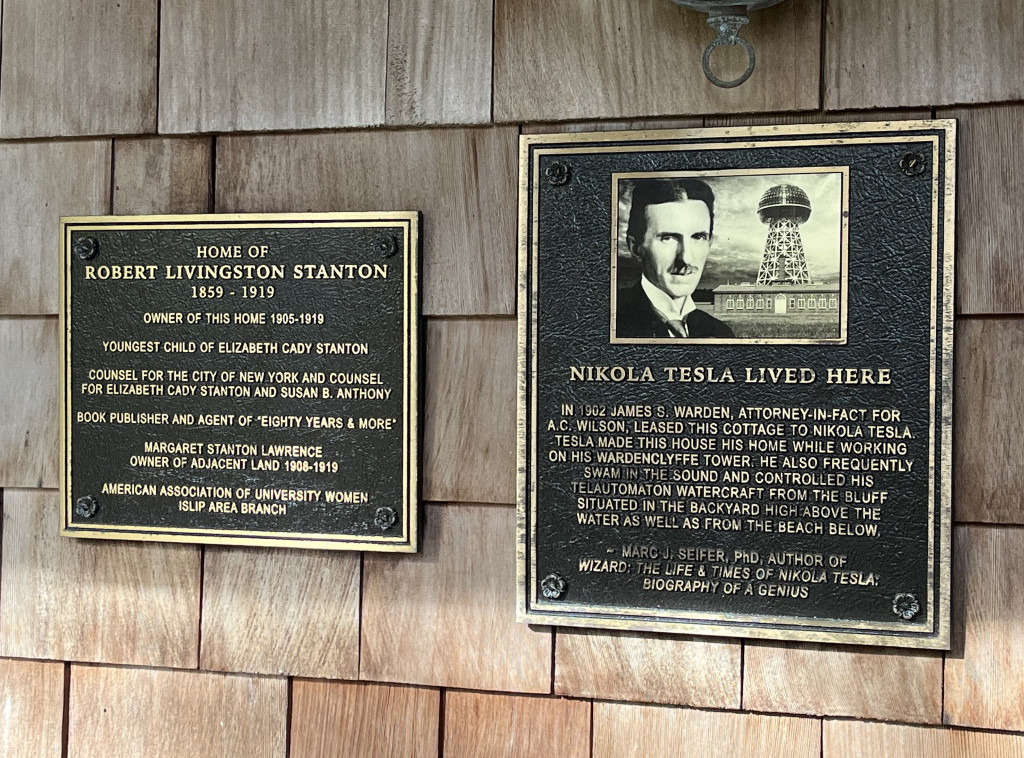 HOME OF
ROBERT LIVINGSTON STANTON
1859 - 1919
OWNER OF THIS HOME 1905-1919
YOUNGEST CHILD OF ELIZABETH CADY STANTON
COUNSEL FOR THE CITY OF NEW YORK AND COUNSEL
FOR ELIZABETH CADY STANTON AND SUSAN B. ANTHONY
BOOK PUBLISHER AND AGENT OF "EIGHTY YEARS & MORE"
MARGARET STANTON LAWRENCE
OWNER OF ADJACENT LAND 1908-1919
AMERICAN ASSOCIATION OF UNIVERSITY WOMEN
ISLIP AREA BRANCH
NIKOLA TESLA LIVED HERE
IN 1902 JAMES S. WARDEN, ATTORNEY-IN-FACT FOR
A.C. WILSON, LEASED THIS COTTAGE TO NIKOLA TESLA.
TESLA MADE THIS HOUSE HIS HOME WHILE WORKING
ON HIS WARDENCLYFFE TOWER. HE ALSO FREQUENTLY
SWAM IN THE SOUND AND CONTROLLED HIS
TELAUTOMATON WATERCRAFT FROM THE BLUFF
SITUATED IN THE BACKYARD HIGH ABOVE THE
WATER AS WELL AS FROM THE BEACH BELOW.
~ MARC J. SEIFER, PhD, AUTHOR OF
WIZARD: THE LIFE & TIMES OF NIKOLA TESLA:
BIOGRAPHY OF A GENIUS